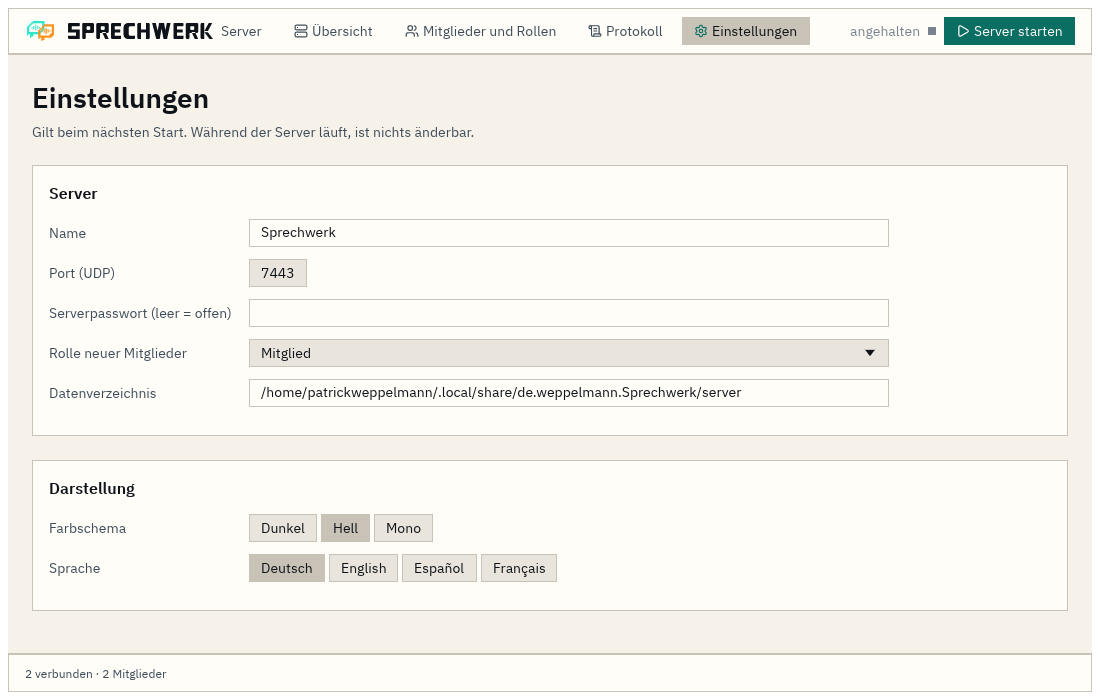 SPRECHWERK Server Übersicht Mitglieder und Rollen Protokoll Einstellungen angehalten Server starten
Einstellungen
Gilt beim nächsten Start. Während der Server läuft, ist nichts änderbar.
Server
Name Sprechwerk
Port (UDP) 7443
Serverpasswort (leer = offen)
Rolle neuer Mitglieder Mitglied
Datenverzeichnis /home/patrickweppelmann/.local/share/de.weppelmann.Sprechwerk/server
Darstellung
Farbschema Dunkel Hell Mono
Sprache Deutsch English Español Français
2 verbunden · 2 Mitglieder